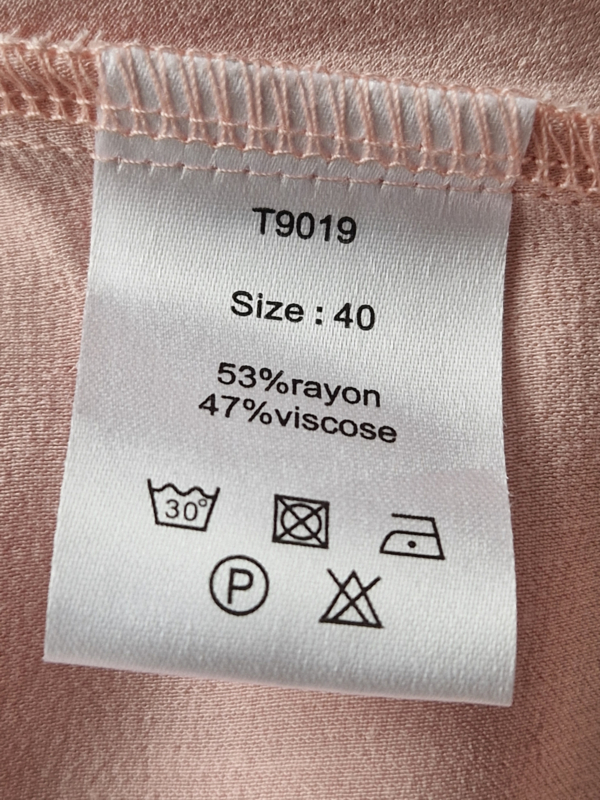 T9019
Size : 40
53%rayon
47%viscose
30°
P